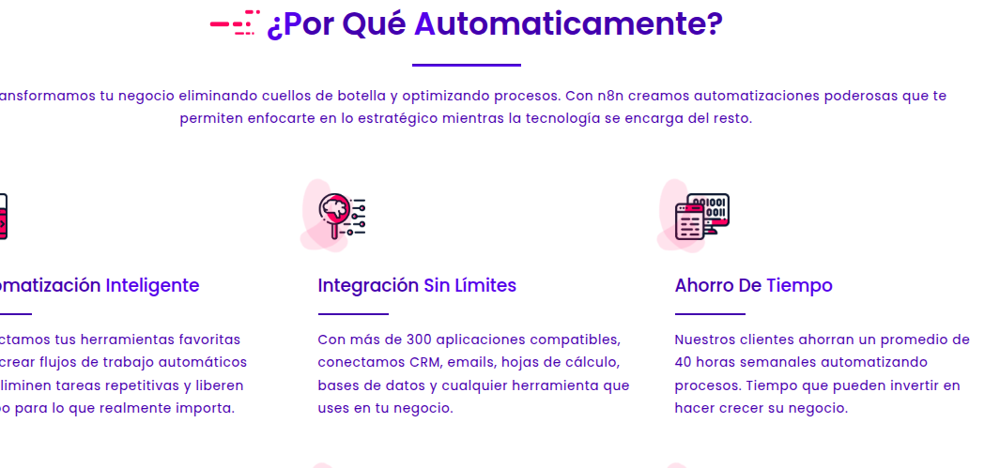 ¿Por Qué Automaticamente?
ansformamos tu negocio eliminando cuellos de botella y optimizando procesos. Con n8n creamos automatizaciones poderosas que te
permiten enfocarte en lo estratégico mientras la tecnología se encarga del resto.
omatización Inteligente
ctamos tus herramientas favoritas
crear flujos de trabajo automáticos
liminen tareas repetitivas y liberen
po para lo que realmente importa.
Integración Sin Límites
Con más de 300 aplicaciones compatibles,
conectamos CRM, emails, hojas de cálculo,
bases de datos y cualquier herramienta que
uses en tu negocio.
001001
0011
Ahorro De Tiempo
Nuestros clientes ahorran un promedio de
40 horas semanales automatizando
procesos. Tiempo que pueden invertir en
hacer crecer su negocio.